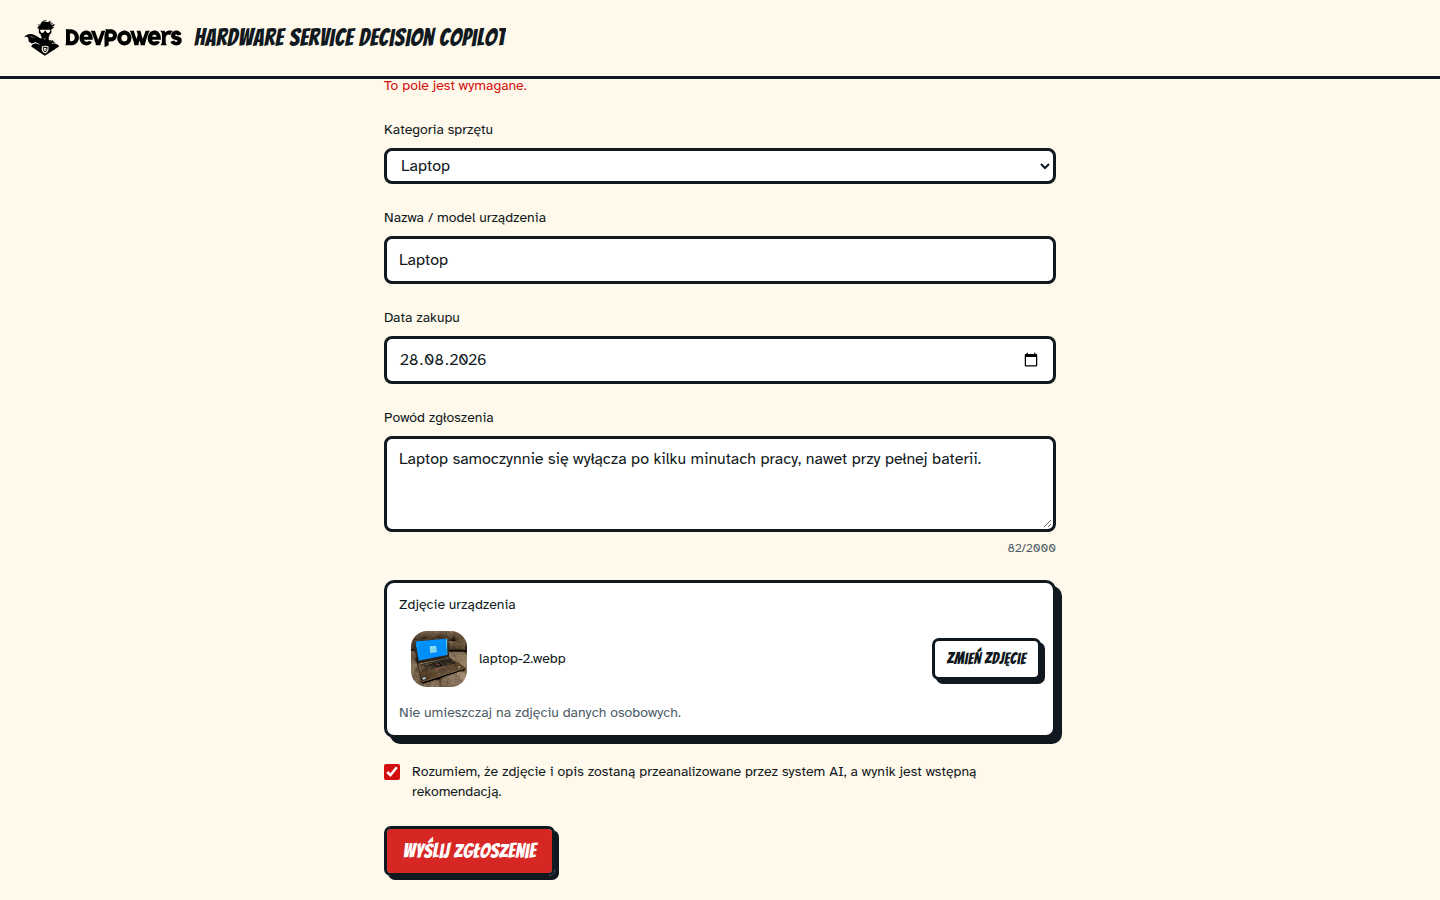 DevPowers HARDWARE SERVICE DECISION COPILOT
To pole jest wymagane.
Kategoria sprzętu
Laptop
Nazwa / model urządzenia
Laptop
Data zakupu
28.08.2026
Powód zgłoszenia
Laptop samoczynnie się wyłącza po kilku minutach pracy, nawet przy pełnej baterii.
82/2000
Zdjęcie urządzenia
laptop-2.webp
ZMIEŃ ZDJĘCIE
Nie umieszczaj na zdjęciu danych osobowych.
Rozumiem, że zdjęcie i opis zostaną przeanalizowane przez system AI, a wynik jest wstępną
rekomendacją.
WYŚLIJ ZGŁOSZENIE